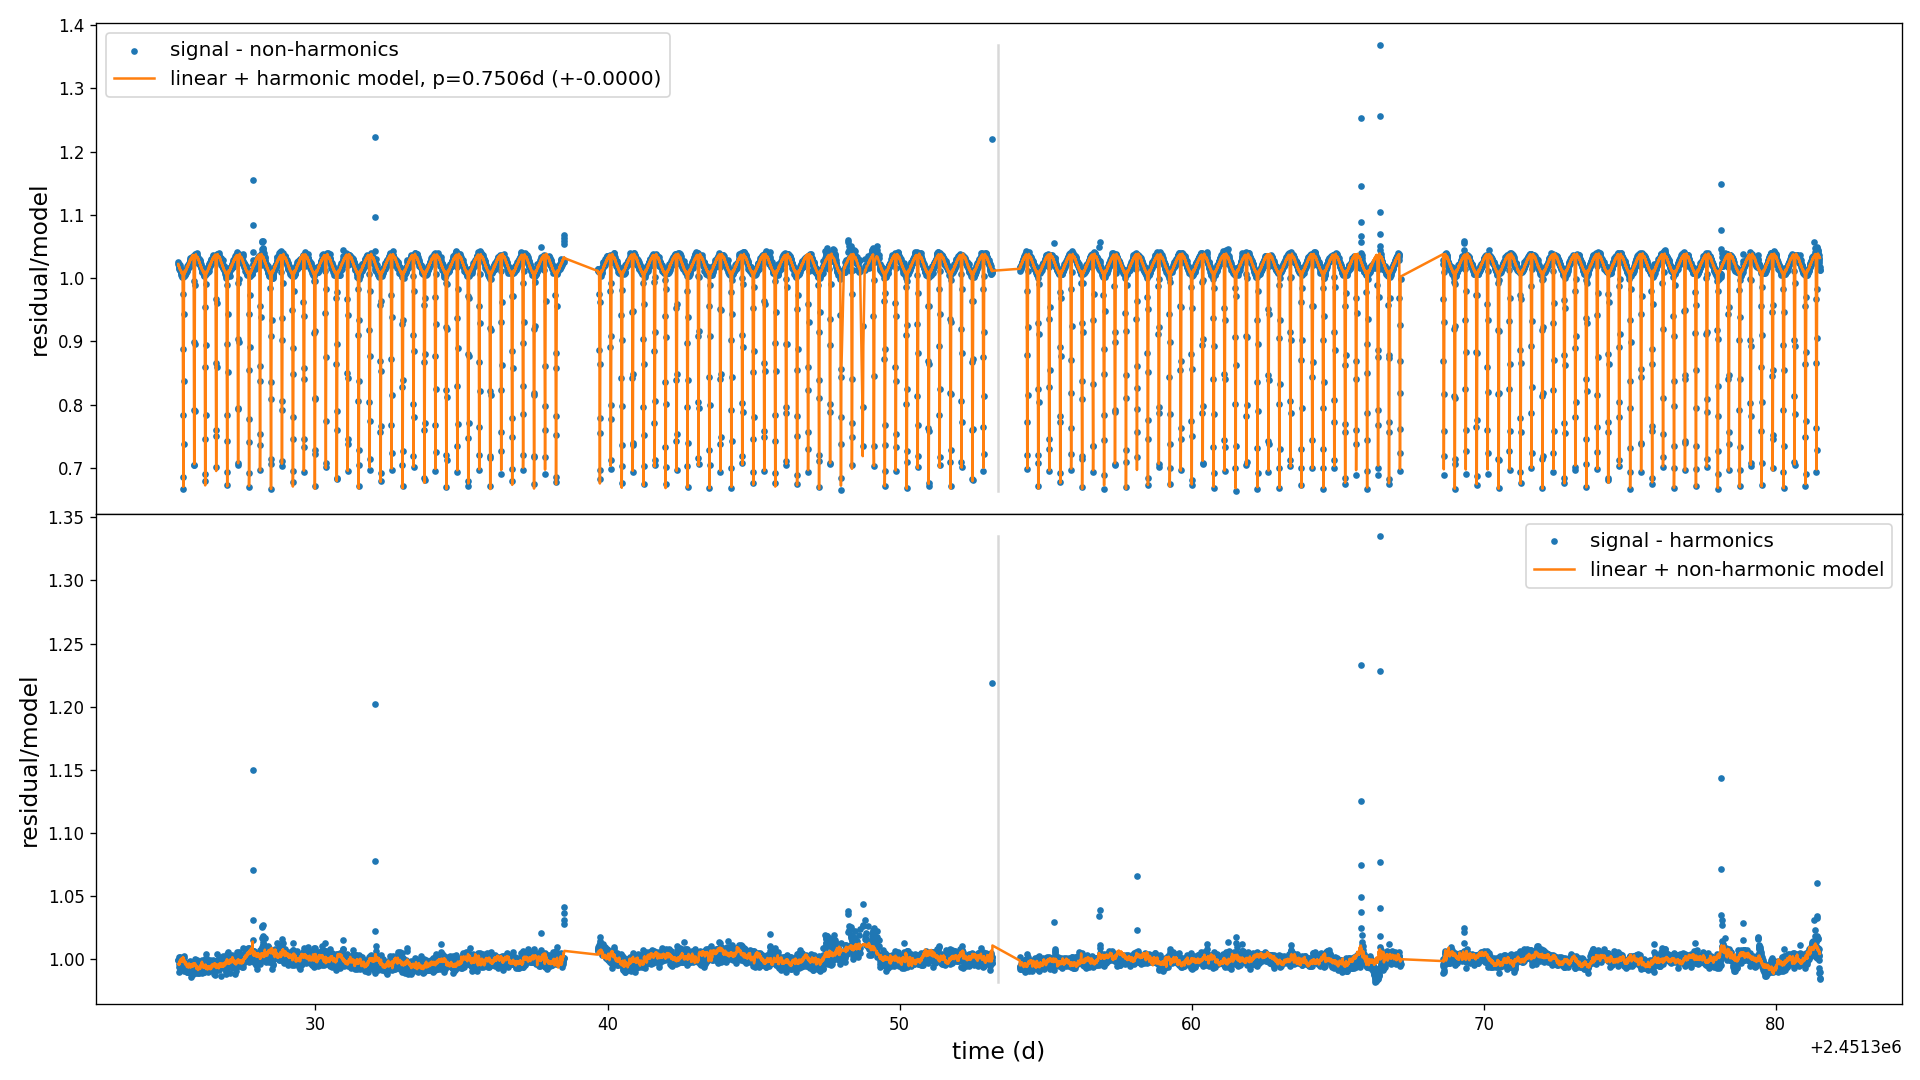 signal - non-harmonics
linear + harmonic model, p=0.7506d (+-0.0000)
1.4
1.3
1.2
1.1
1.0
0.9
0.8
0.7
residual/model
signal - harmonics
linear + non-harmonic model
1.35
1.30
1.25
1.20
1.15
1.10
1.05
1.00
residual/model
30
40
50
60
70
80
time (d)
+2.4513e6